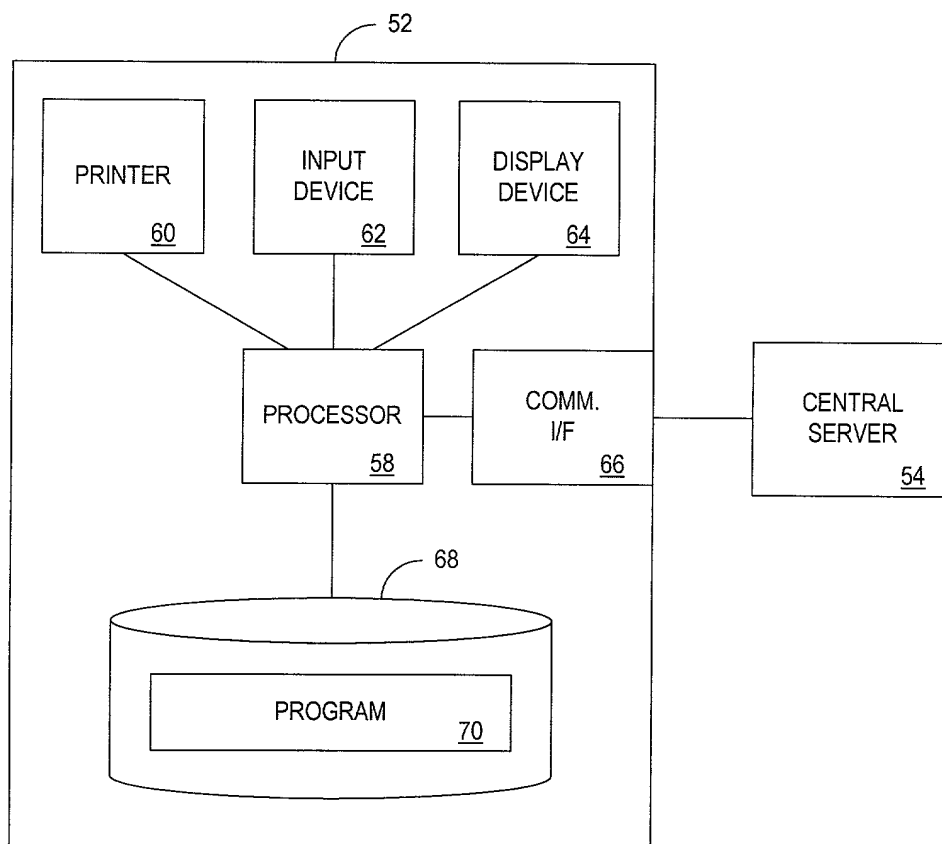 52
PRINTER
60
INPUT
DEVICE
62
DISPLAY
DEVICE
64
PROCESSOR
58
COMM.
I/F
66
CENTRAL
SERVER
54
68
PROGRAM
70